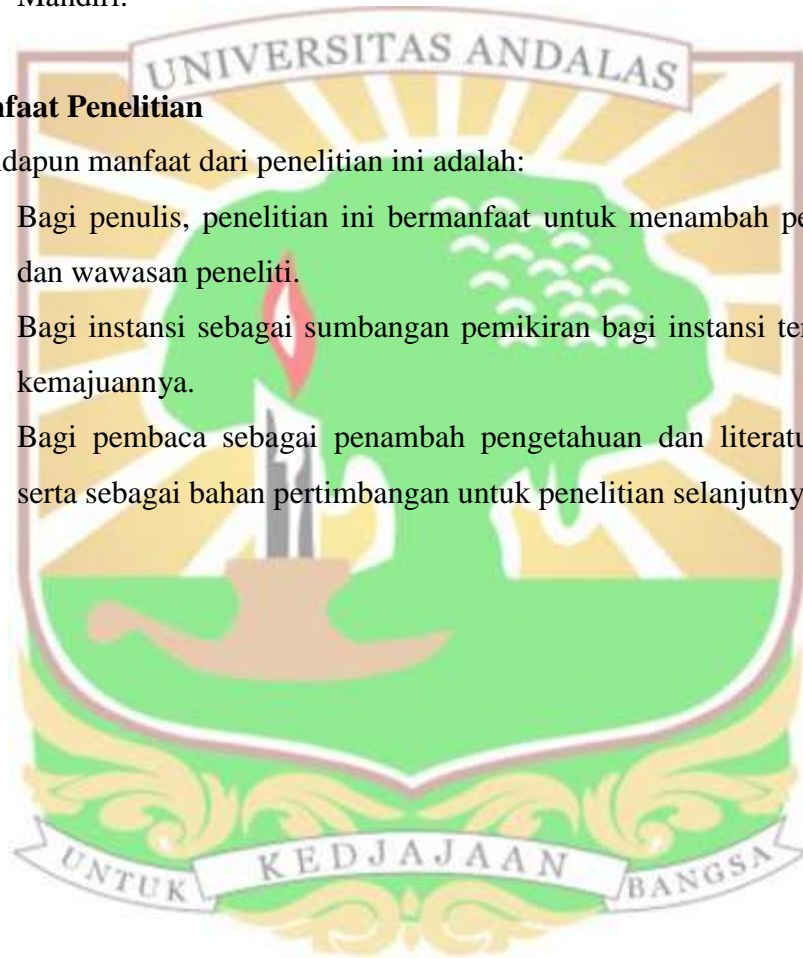 Mandiri.
UNIVERSITAS ANDALAS
nfaat Penelitian
dapun manfaat dari penelitian ini adalah:
Bagi penulis, penelitian ini bermanfaat untuk menambah pe
dan wawasan peneliti.
Bagi instansi sebagai sumbangan pemikiran bagi instansi ter
kemajuannya.
Bagi pembaca sebagai penambah pengetahuan dan literatu
serta sebagai bahan pertimbangan untuk penelitian selanjutny
UNTUK KEDJAJAAN BANGSA